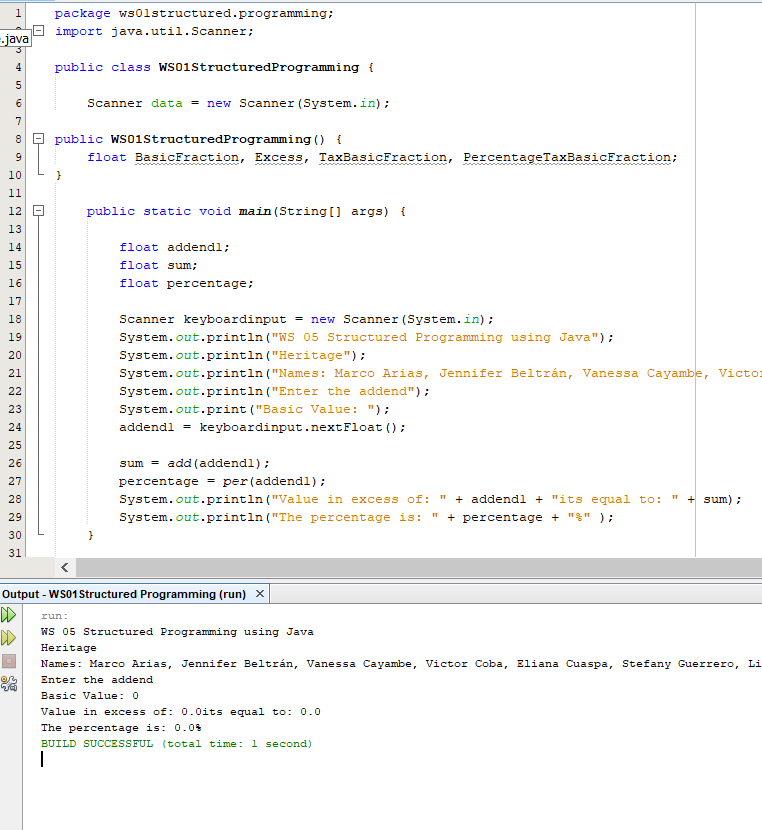 1 package ws01structured.programming;
2 import java.util.Scanner;
.java
3
4 public class WS01StructuredProgramming {
5
6 Scanner data = new Scanner(System.in);
7
8 public WS01StructuredProgramming() {
9 float BasicFraction, Excess, TaxBasicFraction, PercentageTaxBasicFraction;
10 }
11
12 public static void main(String[] args) {
13
14 float addend1;
15 float sum;
16 float percentage;
17
18 Scanner keyboardinput = new Scanner(System.in);
19 System.out.println("WS 05 Structured Programming using Java");
20 System.out.println("Heritage");
21 System.out.println("Names: Marco Arias, Jennifer Beltrán, Vanessa Cayambe, Victor
22 System.out.println("Enter the addend");
23 System.out.print("Basic Value: ");
24 addend1 = keyboardinput.nextFloat();
25
26 sum = add(addend1);
27 percentage = per(addend1);
28 System.out.println("Value in excess of: " + addend1 + "its equal to: " + sum);
29 System.out.println("The percentage is: " + percentage + "%" );
30 }
31
Output - WS01Structured Programming (run)
run:
WS 05 Structured Programming using Java
Heritage
Names: Marco Arias, Jennifer Beltrán, Vanessa Cayambe, Victor Coba, Eliana Cuaspa, Stefany Guerrero, Li
Enter the addend
Basic Value: 0
Value in excess of: 0.0its equal to: 0.0
The percentage is: 0.0%
BUILD SUCCESSFUL (total time: 1 second)